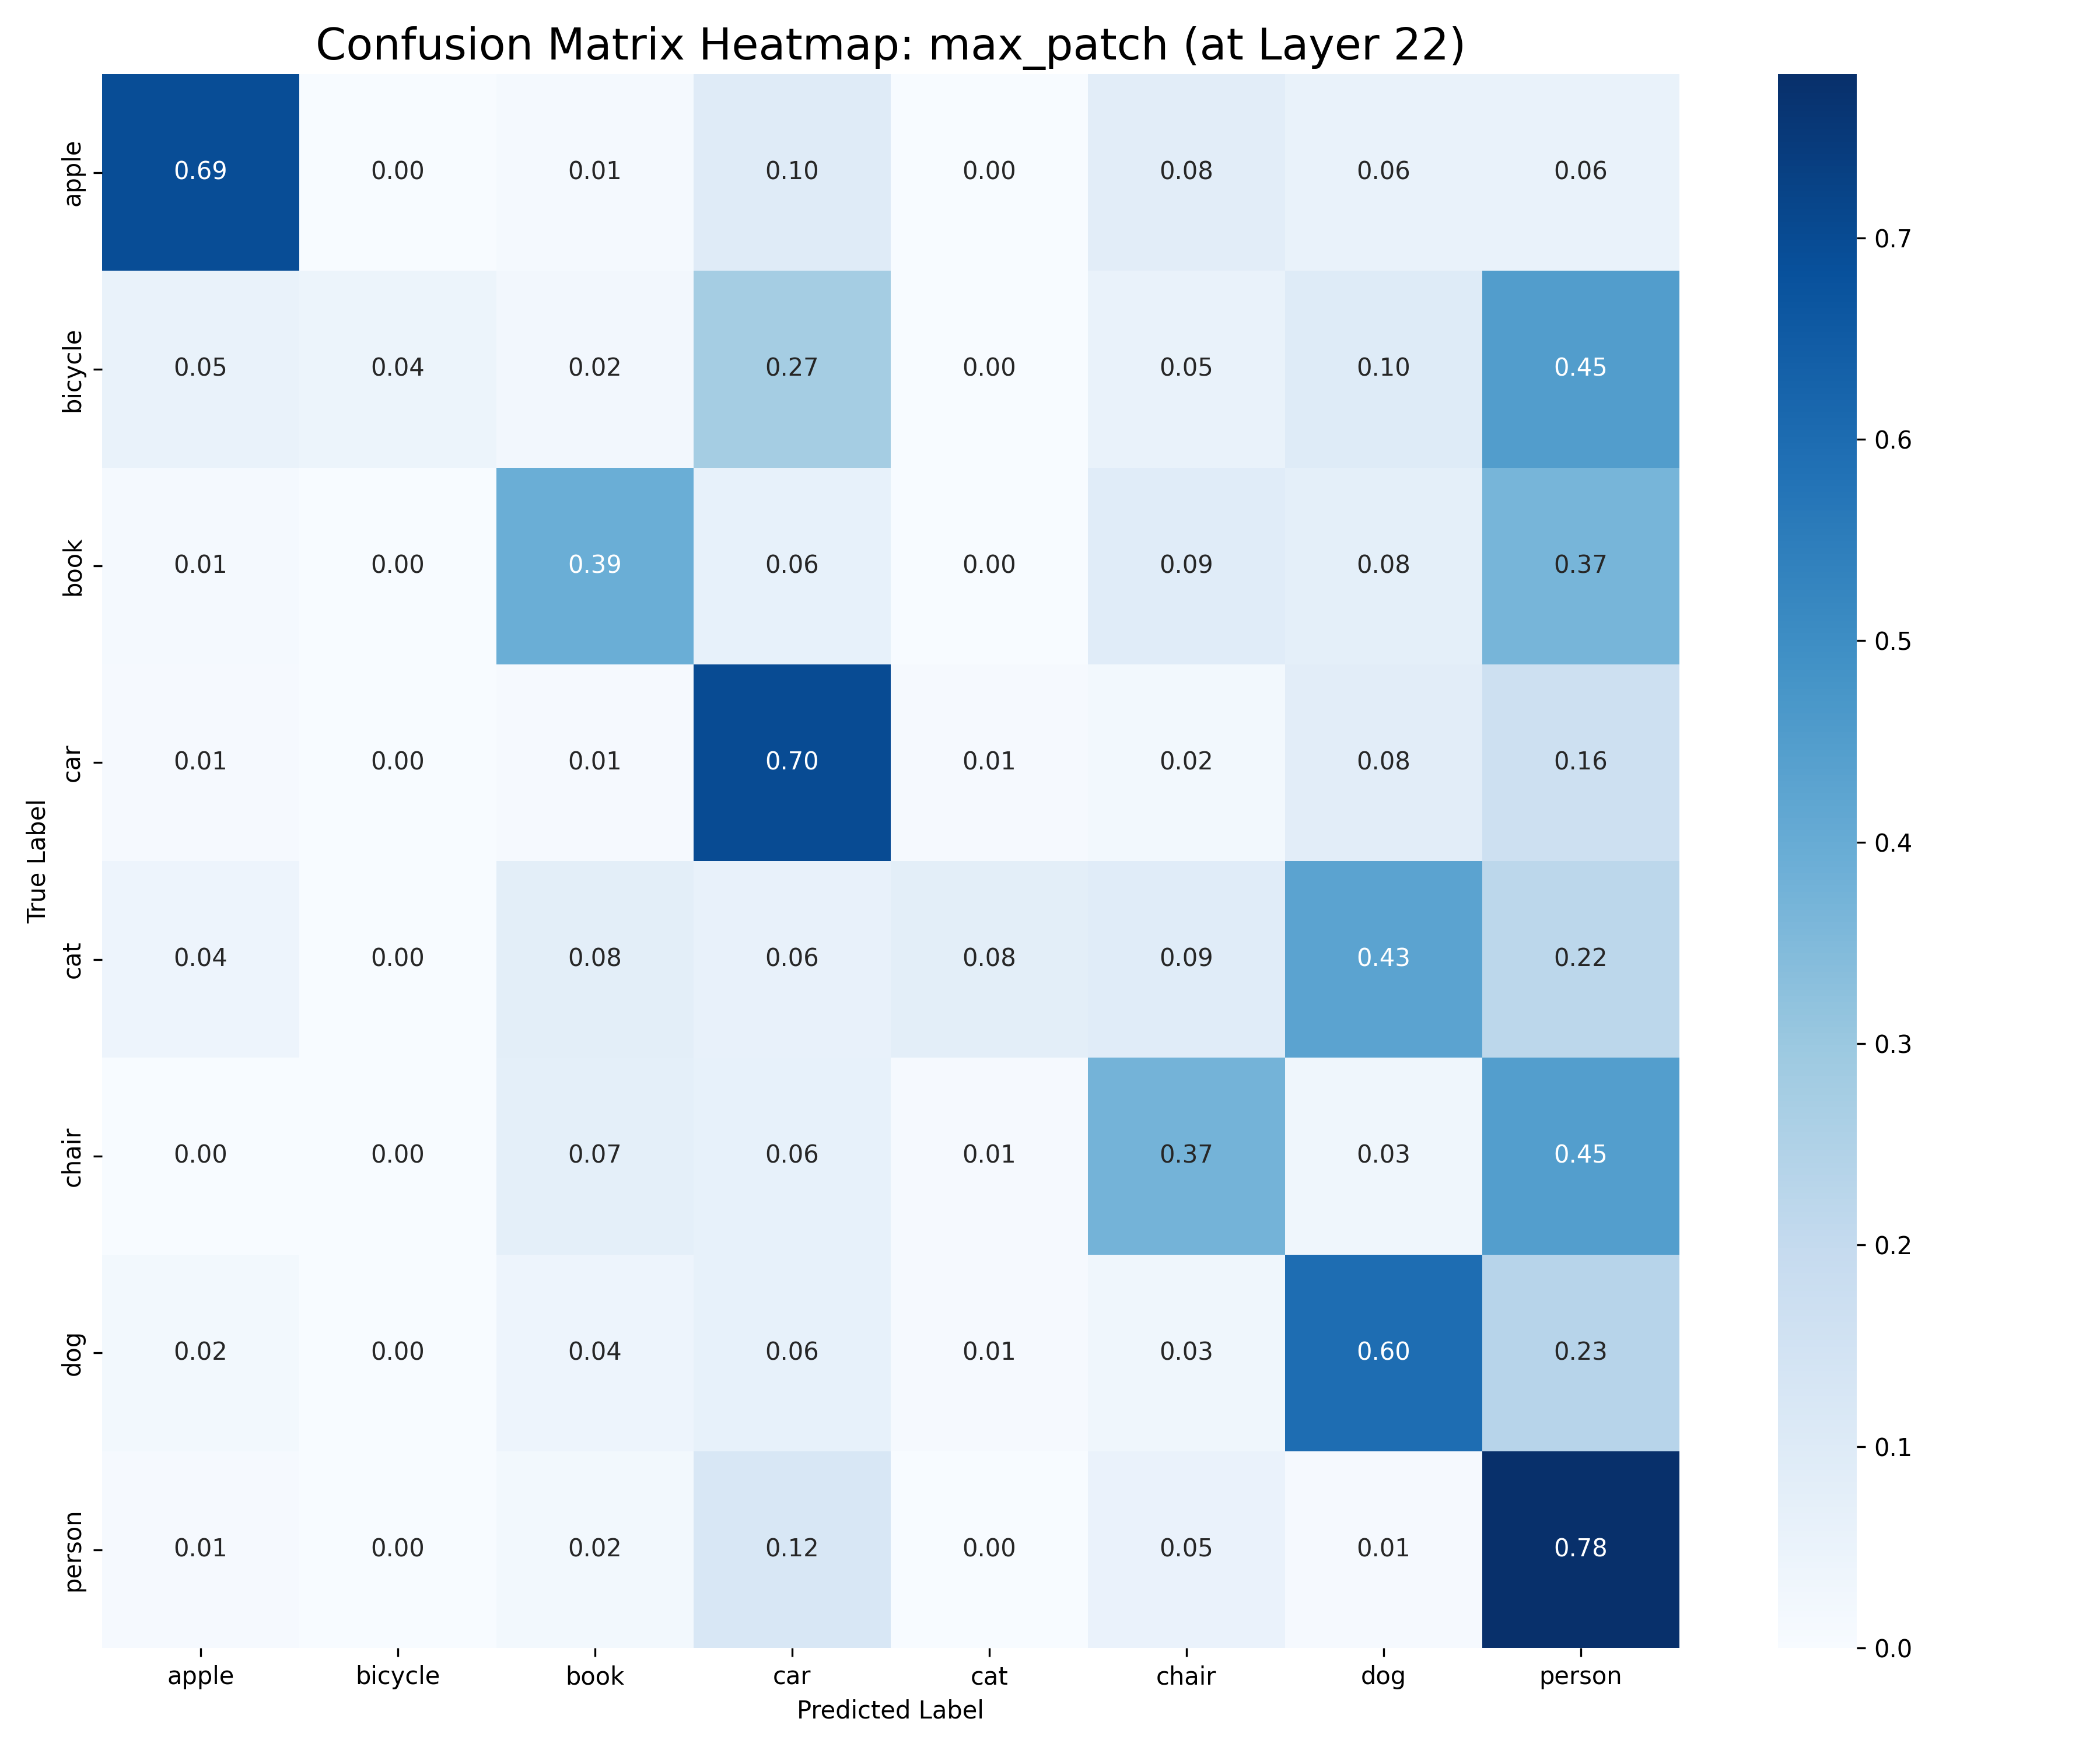 Confusion Matrix Heatmap: max_patch (at Layer 22)
apple 0.69 0.00 0.01 0.10 0.00 0.08 0.06 0.06
bicycle 0.05 0.04 0.02 0.27 0.00 0.05 0.10 0.45
book 0.01 0.00 0.39 0.06 0.00 0.09 0.08 0.37
car 0.01 0.00 0.01 0.70 0.01 0.02 0.08 0.16
cat 0.04 0.00 0.08 0.06 0.08 0.09 0.43 0.22
chair 0.00 0.00 0.07 0.06 0.01 0.37 0.03 0.45
dog 0.02 0.00 0.04 0.06 0.01 0.03 0.60 0.23
person 0.01 0.00 0.02 0.12 0.00 0.05 0.01 0.78
True Label
apple bicycle book car cat chair dog person
Predicted Label
0.7
0.6
0.5
0.4
0.3
0.2
0.1
0.0